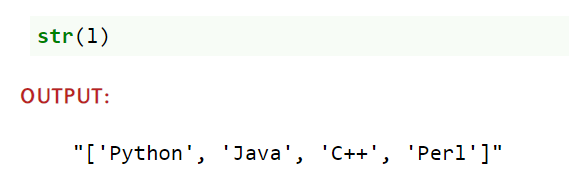 str(l)
OUTPUT:
"['Python', 'Java', 'C++', 'Perl']"